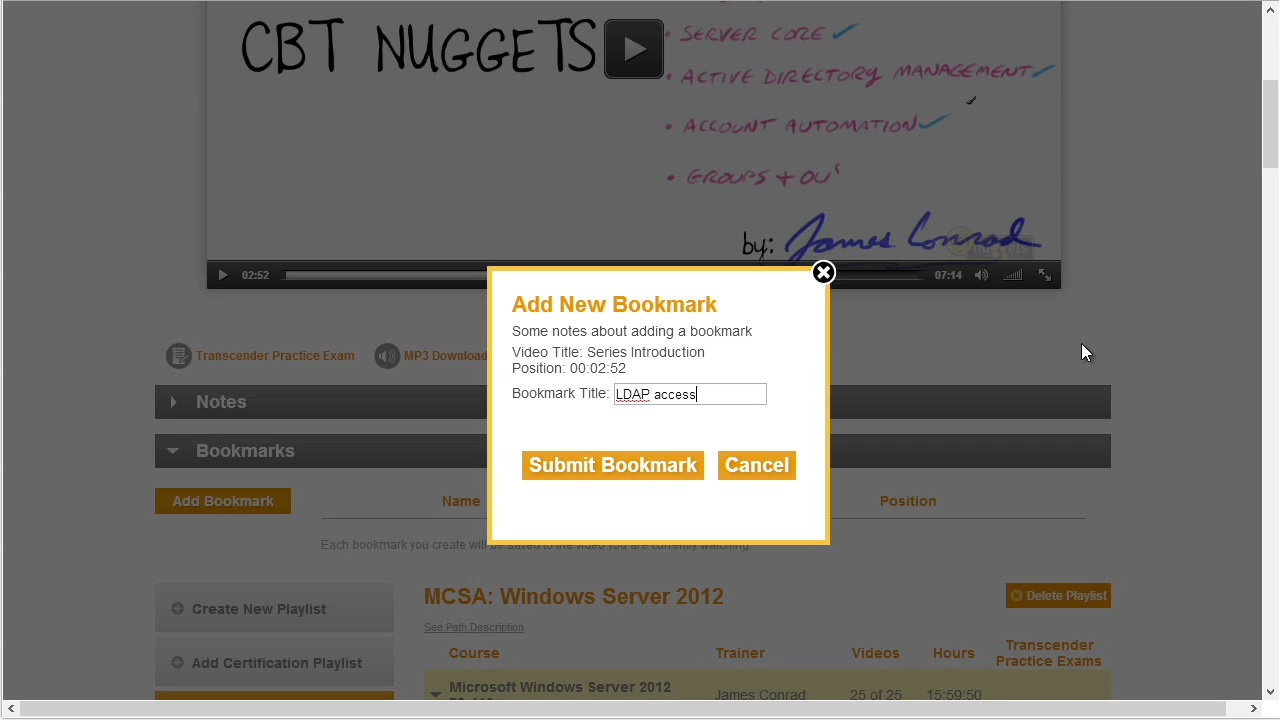 CBT NUGGETS
• SERVER CORE
• ACTIVE DIRECTORY MANAGEMENT
• ACCOUNT AUTOMATION
• GROUPS + OU'S
by: James Conrad
02:52
07:14
Add New Bookmark
Some notes about adding a bookmark
Video Title: Series Introduction
Position: 00:02:52
Bookmark Title: LDAP access
Submit Bookmark Cancel
Transcender Practice Exam
MP3 Download
Notes
Bookmarks
Add Bookmark
Name
Position
Each bookmark you create will be saved to the video you are currently watching.
Create New Playlist
Add Certification Playlist
MCSA: Windows Server 2012
Delete Playlist
See Path Description
Course Trainer Videos Hours Transcender
Practice Exams
Microsoft Windows Server 2012
James Conrad 25 of 25 15:59:50